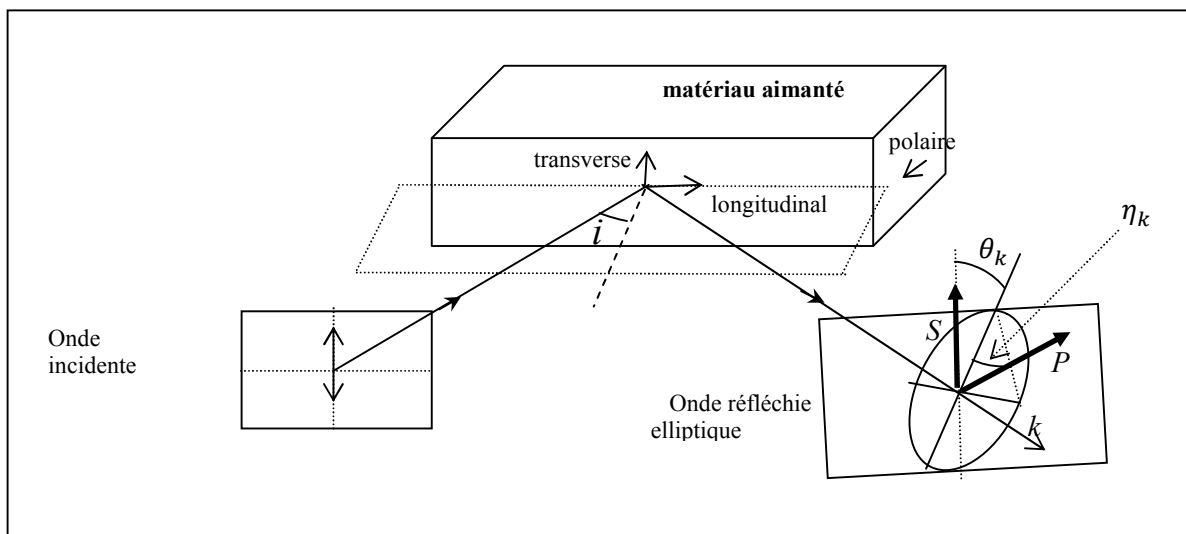 matériau aimanté
polaire
transverse
longitudinal
i
η_k
θ_k
Onde
incidente
S
P
Onde réfléchie
elliptique
k